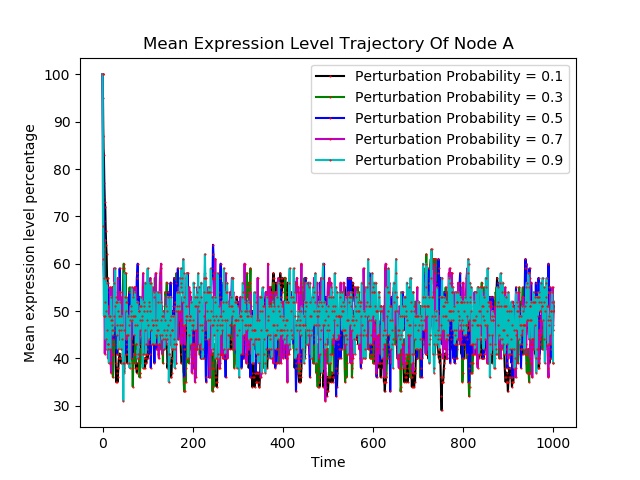 Mean Expression Level Trajectory Of Node A
Perturbation Probability = 0.1
Perturbation Probability = 0.3
Perturbation Probability = 0.5
Perturbation Probability = 0.7
Perturbation Probability = 0.9
Mean expression level percentage
100
90
80
70
60
50
40
30
0 200 400 600 800 1000
Time